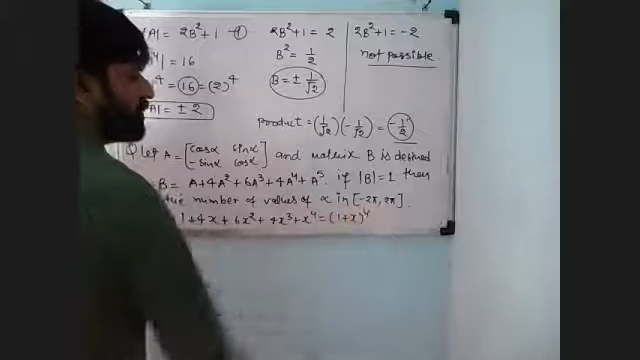 |A| = 2B² + 1 - ①
2B² + 1 = 2
2B² + 1 = -2
not possible
| = 16
B² = 1/2
⁴ = 16 = (2)⁴
B = ± 1/√2
A| = ± 2
product = (1/√2)(-1/√2) = -1/2
Q Let A = [cosα sinα
-sinα cosα] and matrix B is defined
B = A + 4A² + 6A³ + 4A⁴ + A⁵. if |B| = 1 then
number of values of α in [-2π, 2π].
1 + 4x + 6x² + 4x³ + x⁴ = (1+x)⁴